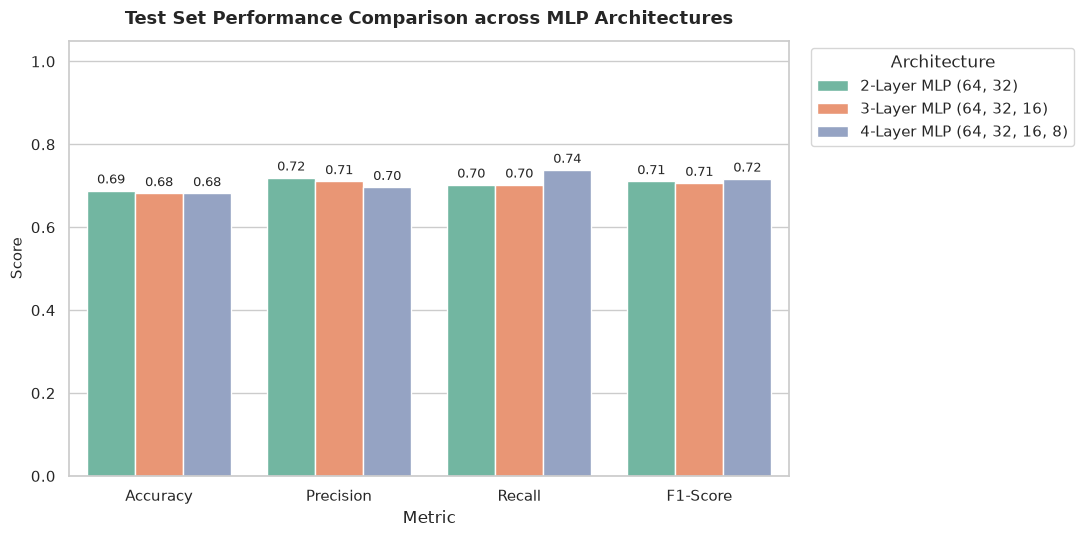 Test Set Performance Comparison across MLP Architectures
Architecture
2-Layer MLP (64, 32)
3-Layer MLP (64, 32, 16)
4-Layer MLP (64, 32, 16, 8)
Score
1.0
0.8
0.6
0.4
0.2
0.0
0.69 0.68 0.68
0.72 0.71 0.70
0.70 0.70 0.74
0.71 0.71 0.72
Accuracy Precision Recall F1-Score
Metric